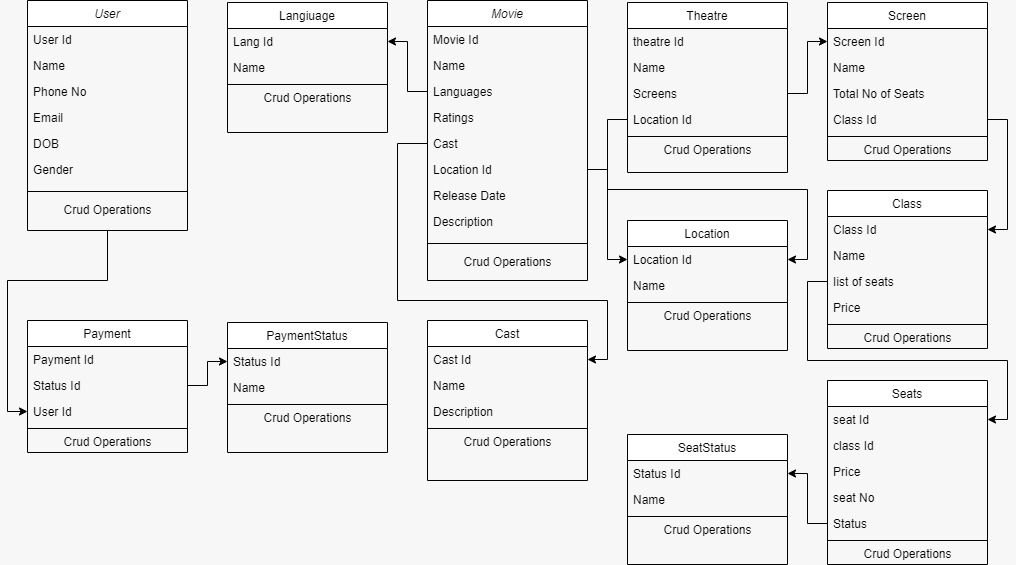 User
User Id
Name
Phone No
Email
DOB
Gender
Crud Operations
Langiuage
Lang Id
Name
Crud Operations
Movie
Movie Id
Name
Languages
Ratings
Cast
Location Id
Release Date
Description
Crud Operations
Theatre
theatre Id
Name
Screens
Location Id
Crud Operations
Screen
Screen Id
Name
Total No of Seats
Class Id
Crud Operations
Class
Class Id
Name
list of seats
Price
Crud Operations
Location
Location Id
Name
Crud Operations
Payment
Payment Id
Status Id
User Id
Crud Operations
PaymentStatus
Status Id
Name
Crud Operations
Cast
Cast Id
Name
Description
Crud Operations
SeatStatus
Status Id
Name
Crud Operations
Seats
seat Id
class Id
Price
seat No
Status
Crud Operations